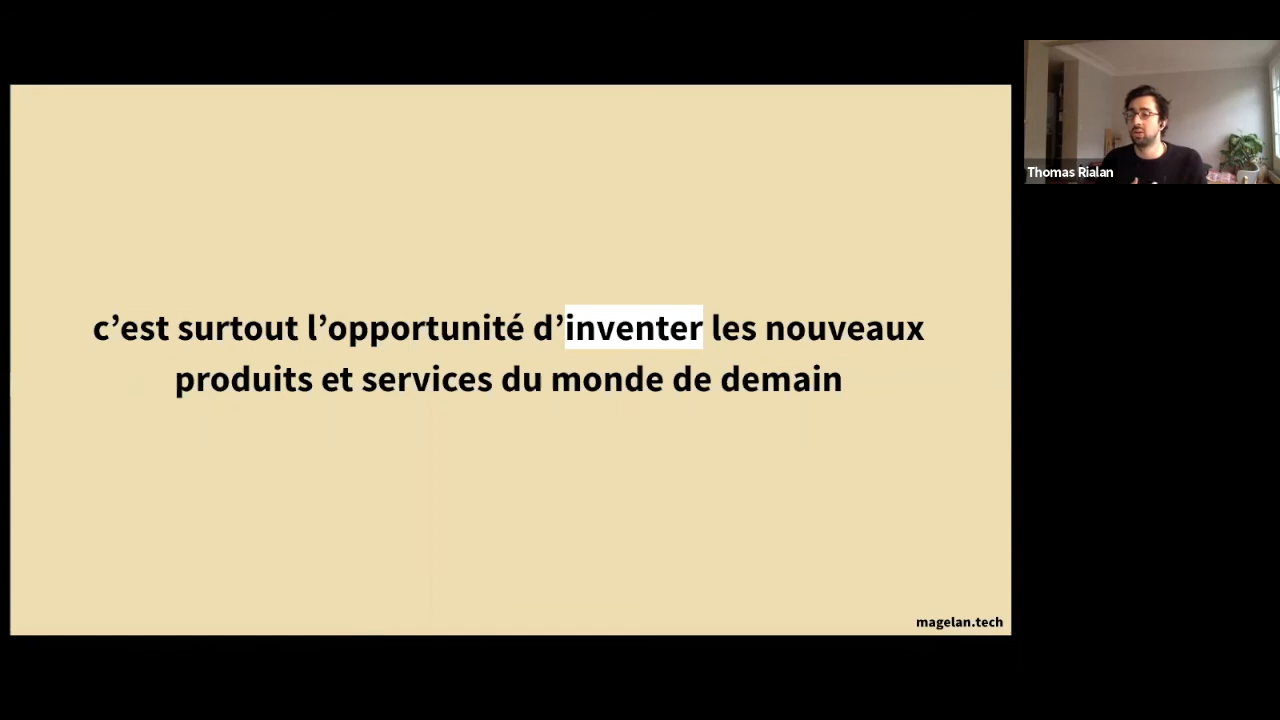 c’est surtout l’opportunité d’inventer les nouveaux
produits et services du monde de demain
magelan.tech
Thomas Rialan